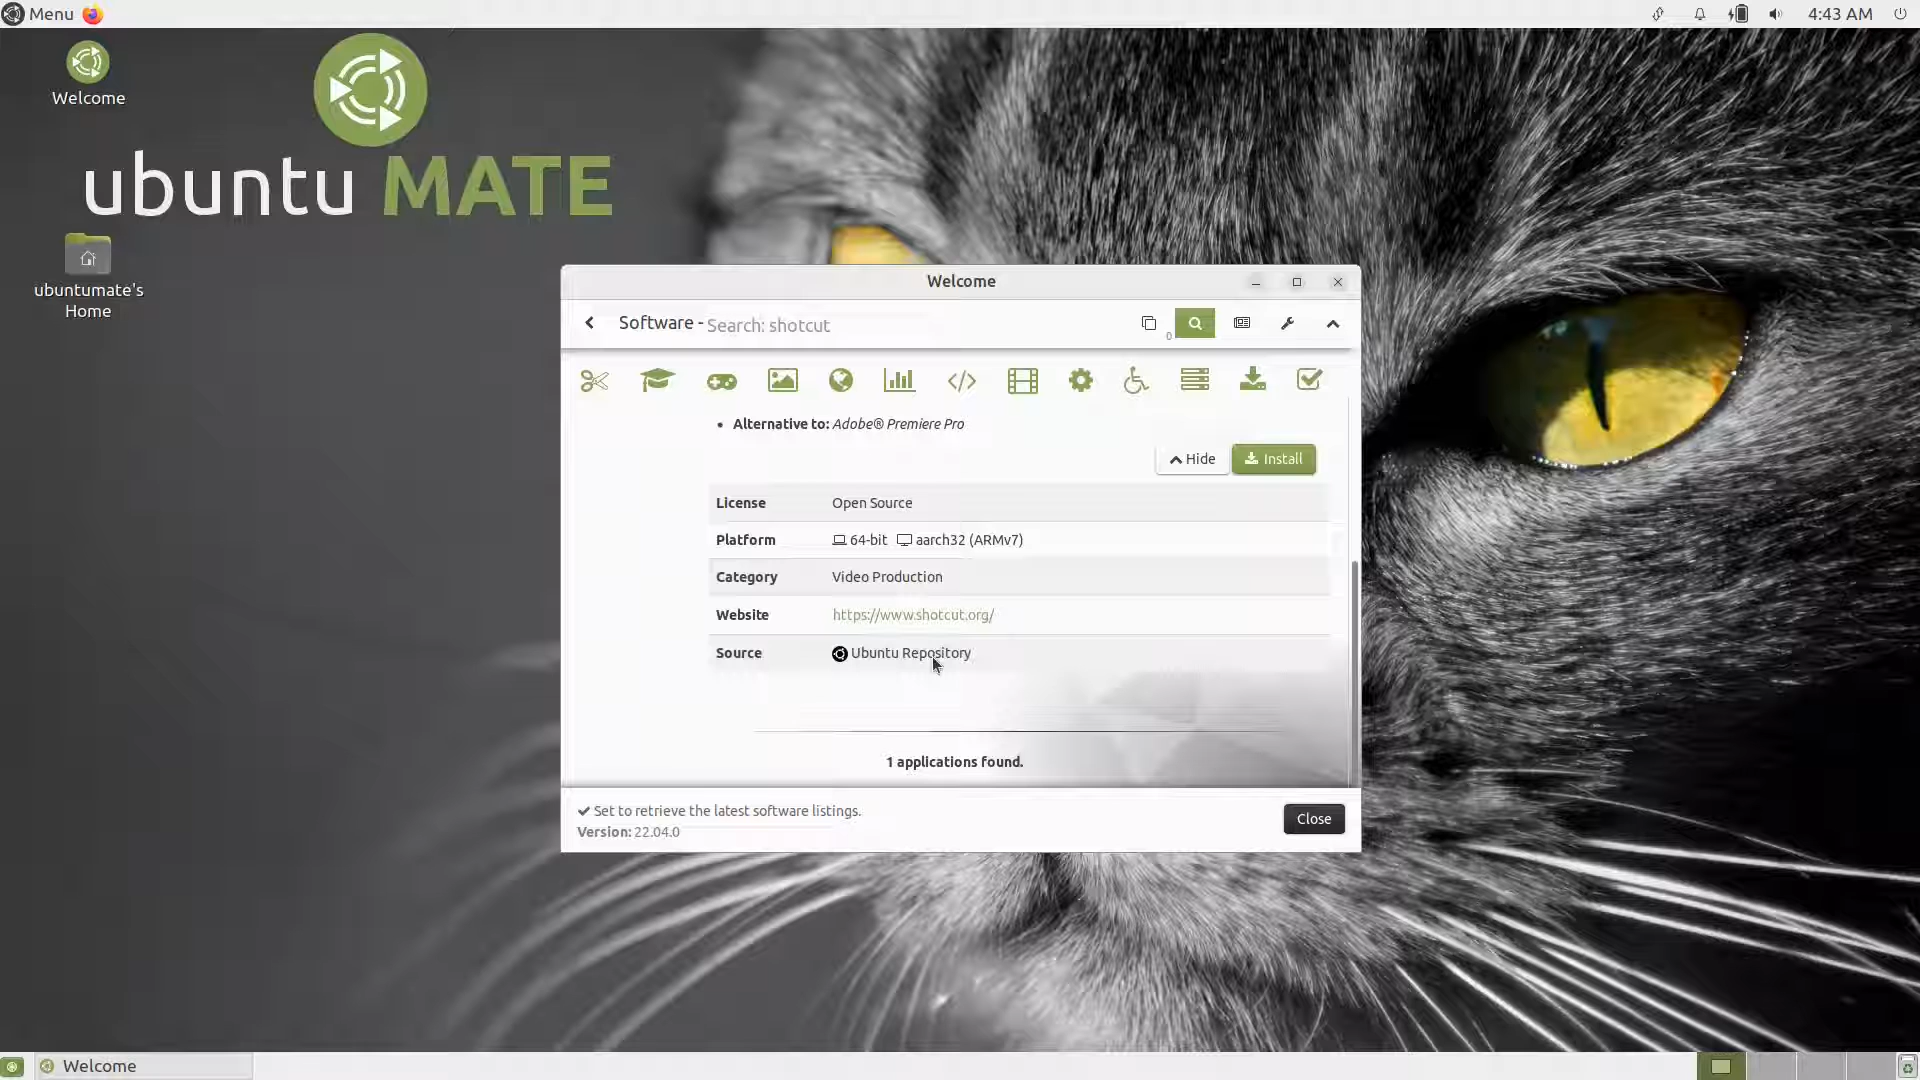 Menu
4:43 AM
Welcome
ubuntu MATE
ubuntumate's
Home
Welcome
Software - Search: shotcut
0
Alternative to: Adobe® Premiere Pro
Hide
Install
License Open Source
Platform 64-bit aarch32 (ARMv7)
Category Video Production
Website https://www.shotcut.org/
Source Ubuntu Repository
1 applications found.
Set to retrieve the latest software listings.
Version: 22.04.0
Close
Welcome